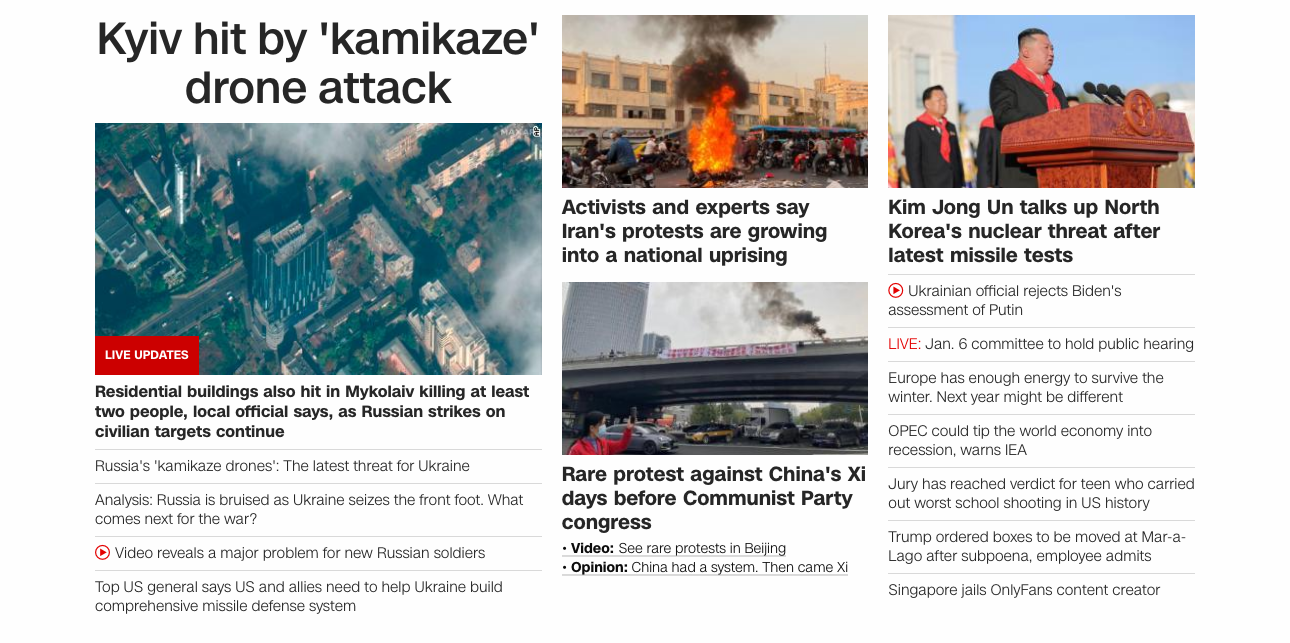 Kyiv hit by 'kamikaze'
drone attack
MAXAR
AP
LIVE UPDATES
Residential buildings also hit in Mykolaiv killing at least
two people, local official says, as Russian strikes on
civilian targets continue
Russia's 'kamikaze drones': The latest threat for Ukraine
Analysis: Russia is bruised as Ukraine seizes the front foot. What
comes next for the war?
Video reveals a major problem for new Russian soldiers
Top US general says US and allies need to help Ukraine build
comprehensive missile defense system
Activists and experts say
Iran's protests are growing
into a national uprising
Rare protest against China's Xi
days before Communist Party
congress
• Video: See rare protests in Beijing
• Opinion: China had a system. Then came Xi
Kim Jong Un talks up North
Korea's nuclear threat after
latest missile tests
Ukrainian official rejects Biden's
assessment of Putin
LIVE: Jan. 6 committee to hold public hearing
Europe has enough energy to survive the
winter. Next year might be different
OPEC could tip the world economy into
recession, warns IEA
Jury has reached verdict for teen who carried
out worst school shooting in US history
Trump ordered boxes to be moved at Mar-a-
Lago after subpoena, employee admits
Singapore jails OnlyFans content creator